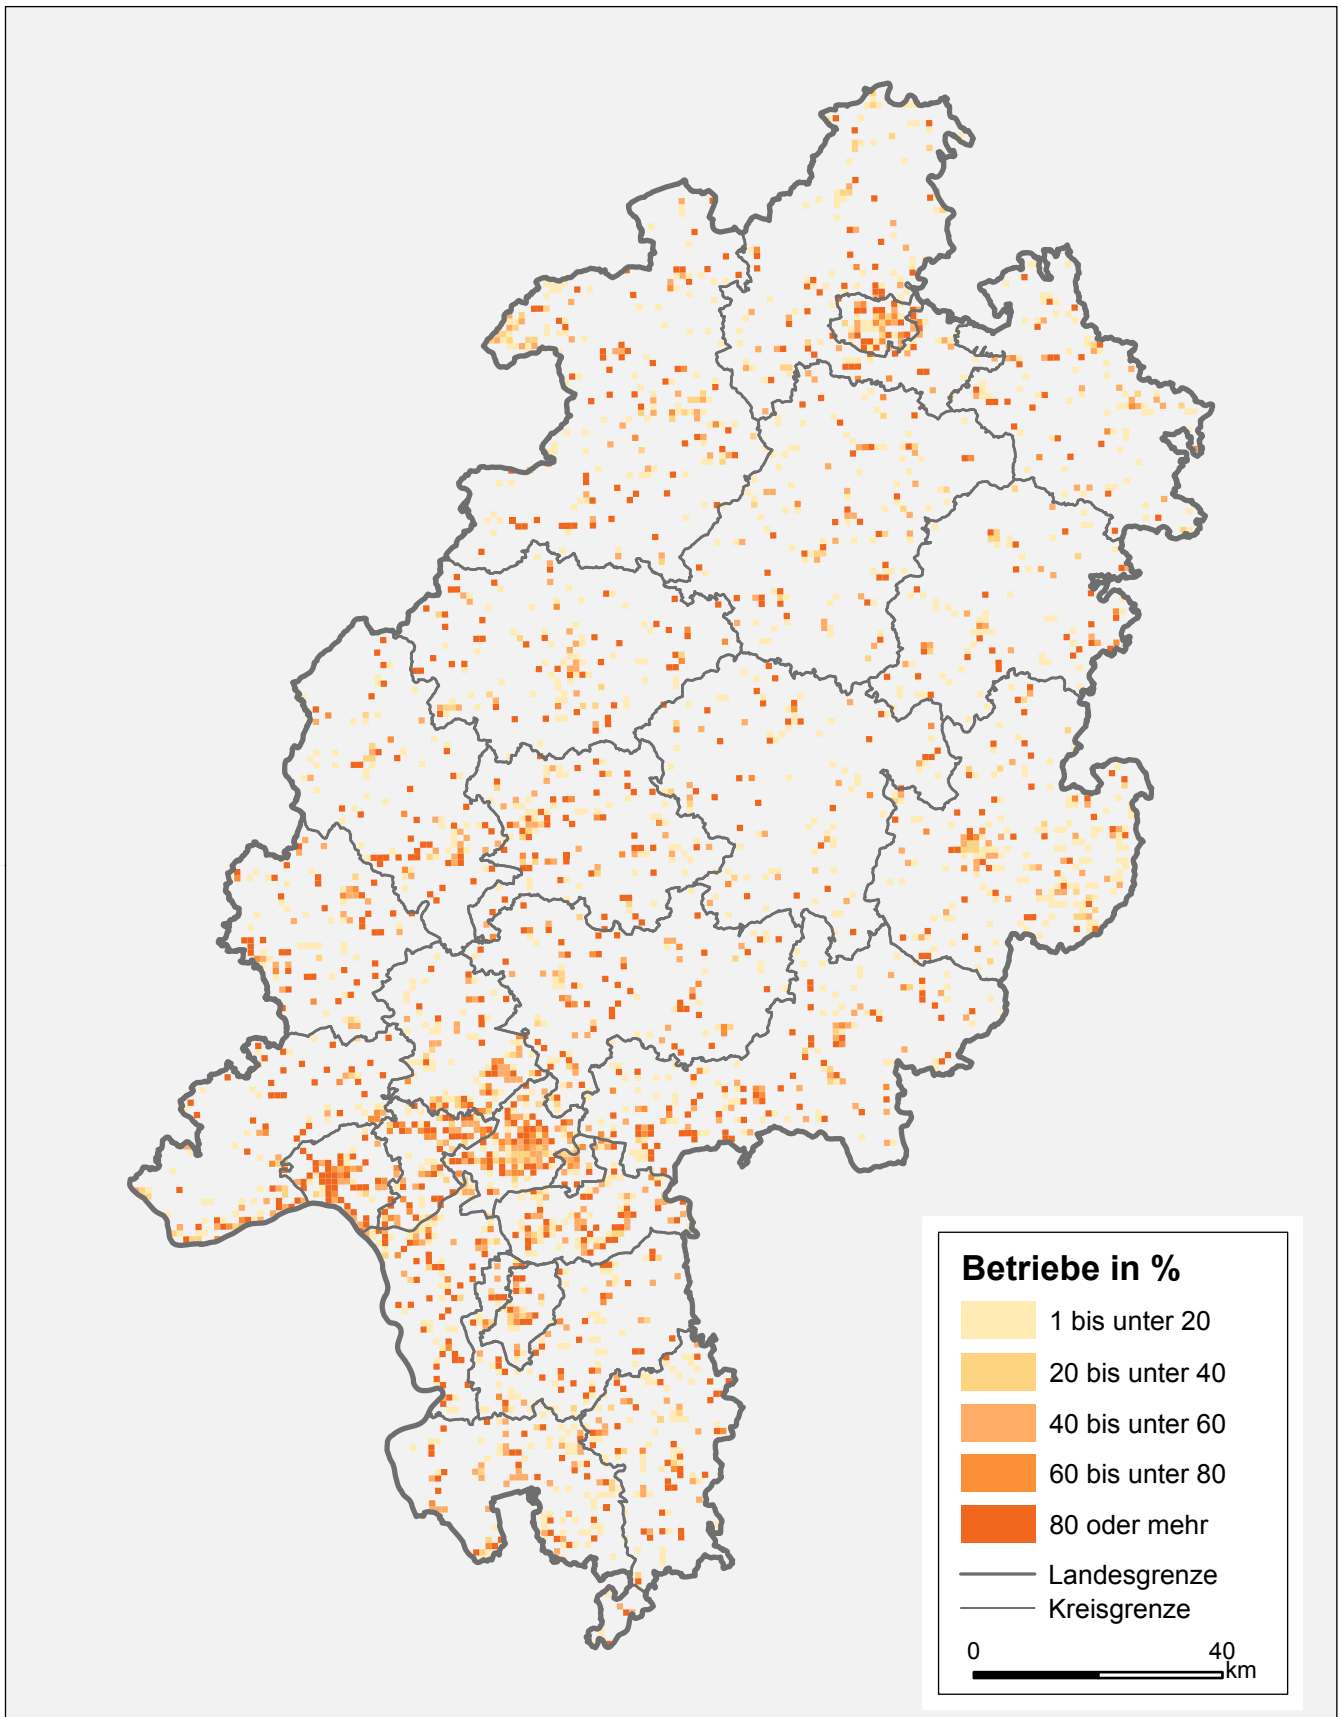 Betriebe in %
1 bis unter 20
20 bis unter 40
40 bis unter 60
60 bis unter 80
80 oder mehr
Landesgrenze
Kreisgrenze
0 40
km